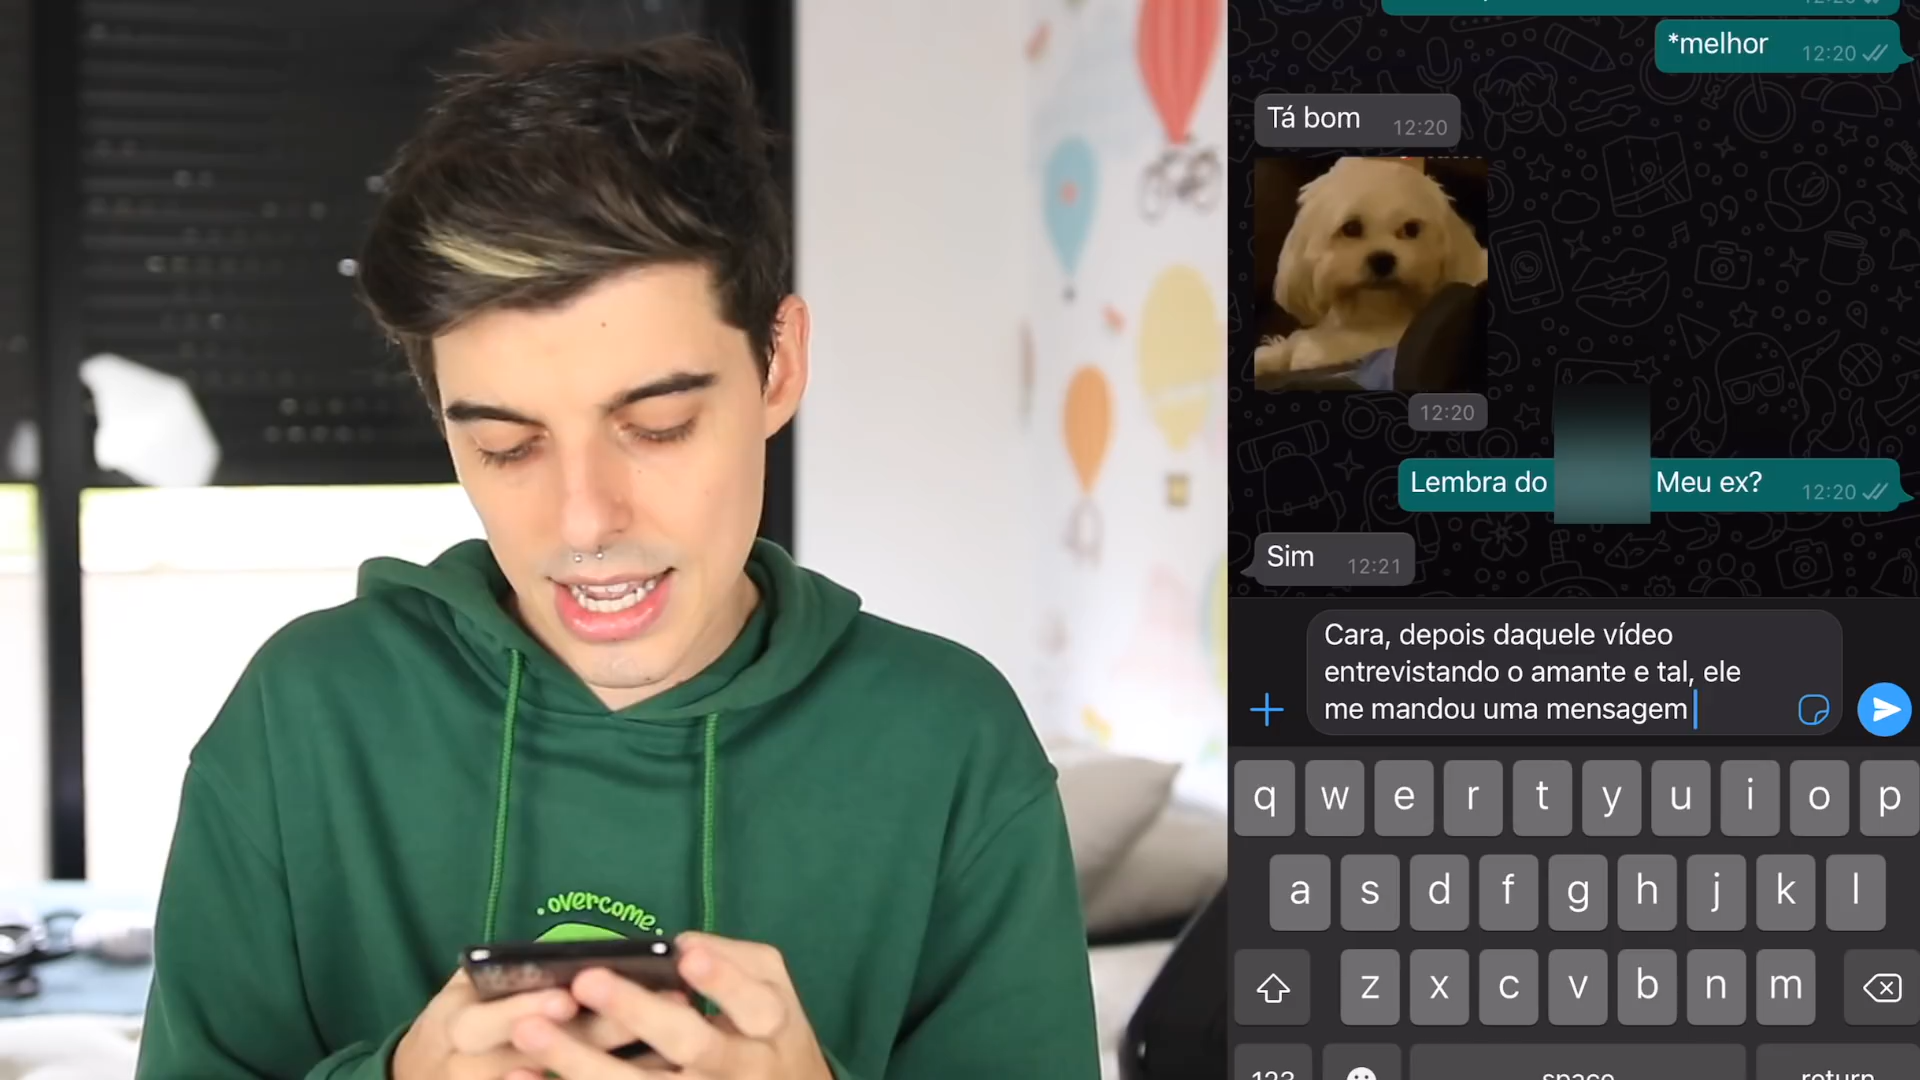 *melhor 12:20
Tá bom 12:20
12:20
Lembra do Meu ex? 12:20
Sim 12:21
Cara, depois daquele vídeo
entrevistando o amante e tal, ele
me mandou uma mensagem
q w e r t y u i o p
a s d f g h j k l
z x c v b n m
123 space return
.overcome.